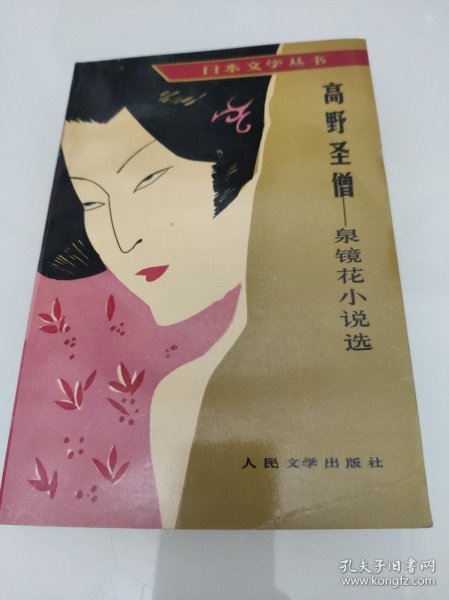 日本文学丛书
高野圣僧
——泉镜花小说选
人民文学出版社
孔夫子旧书网
www.kongfz.com